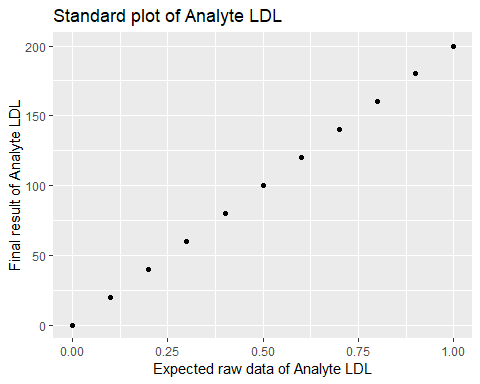 Standard plot of Analyte LDL
Final result of Analyte LDL
200
150
100
50
0
0.00 0.25 0.50 0.75 1.00
Expected raw data of Analyte LDL